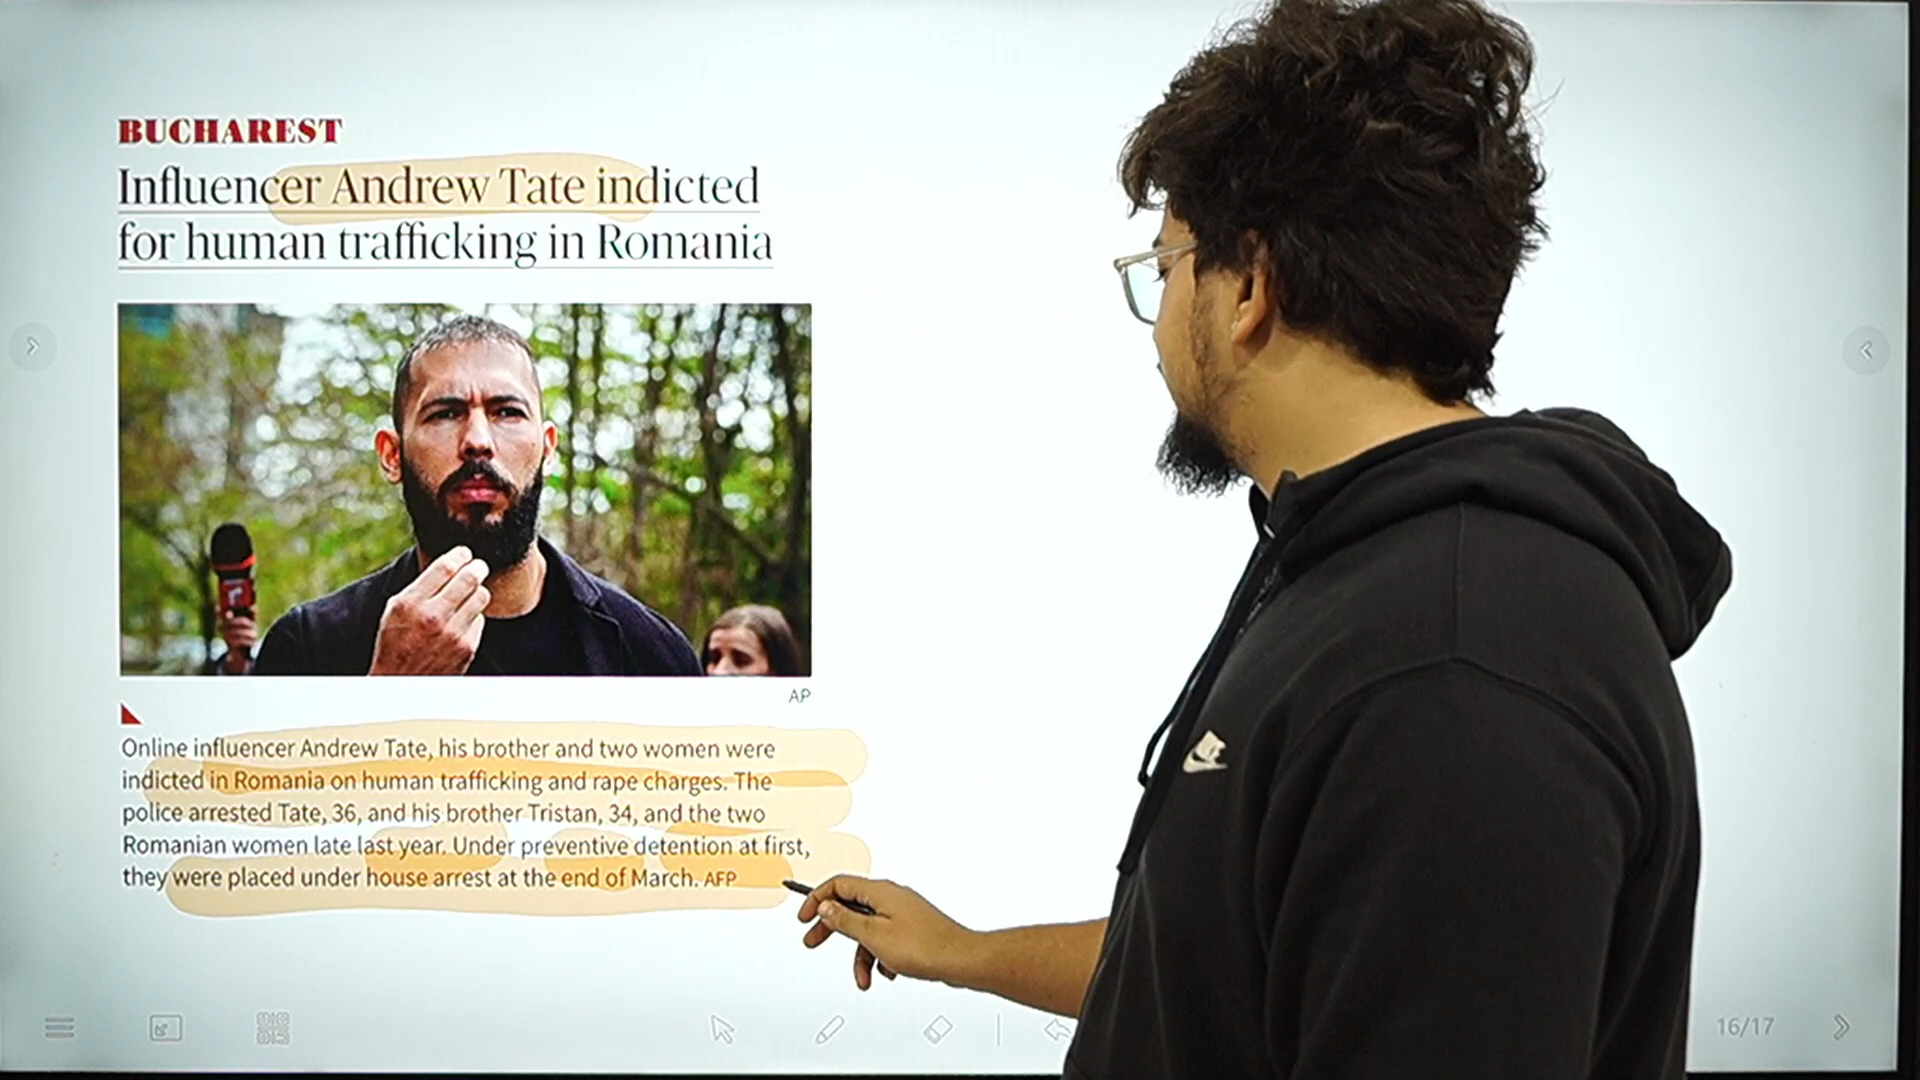 BUCHAREST
Influencer Andrew Tate indicted
for human trafficking in Romania
AP
Online influencer Andrew Tate, his brother and two women were
indicted in Romania on human trafficking and rape charges. The
police arrested Tate, 36, and his brother Tristan, 34, and the two
Romanian women late last year. Under preventive detention at first,
they were placed under house arrest at the end of March. AFP
16/17